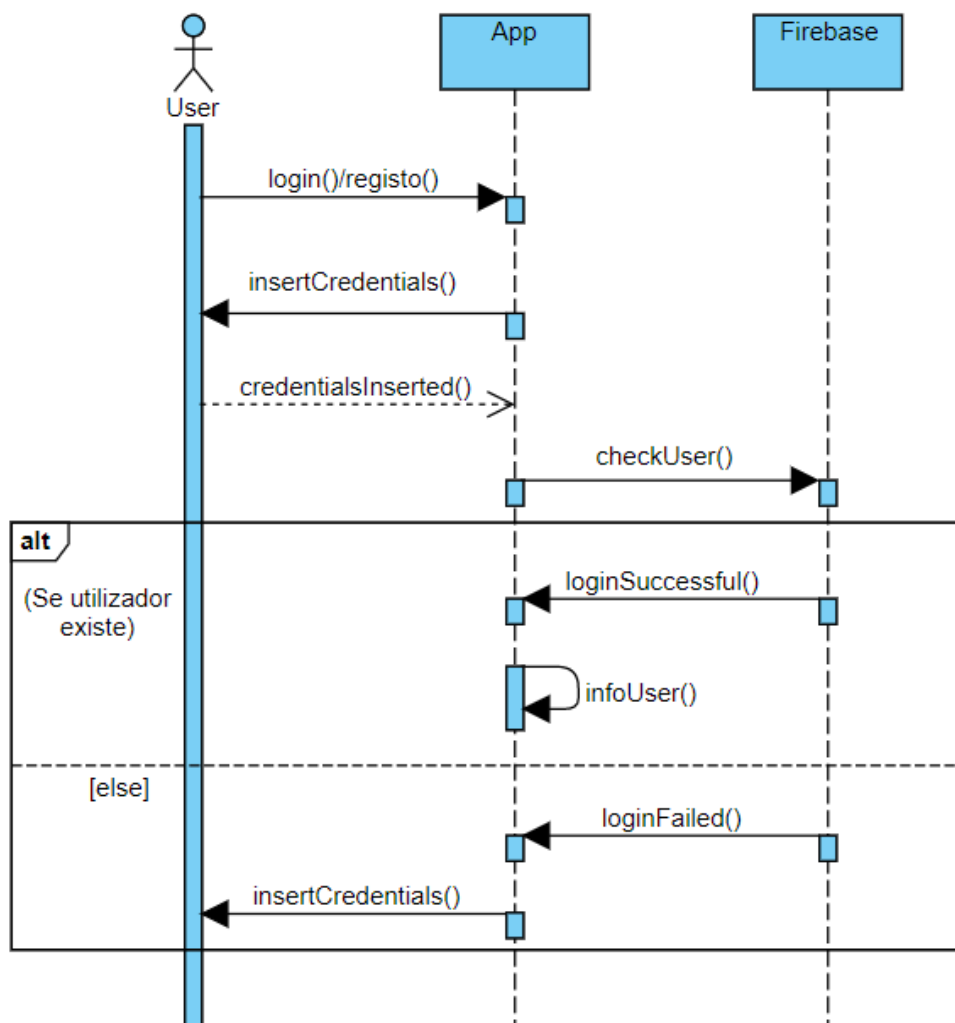 App
Firebase
User
login()/registo()
insertCredentials()
credentialsInserted()
checkUser()
alt
(Se utilizador
existe)
loginSuccessful()
infoUser()
[else]
loginFailed()
insertCredentials()